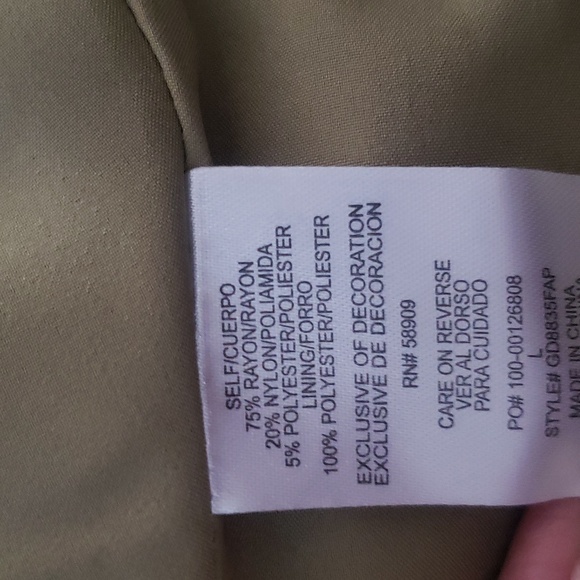 SELF/CUERPO
75% RAYON/RAYON
20% NYLON/POLIAMIDA
5% POLYESTER/POLIESTER
LINING/FORRO
100% POLYESTER/POLIESTER
EXCLUSIVE OF DECORATION
EXCLUSIVE DE DECORACION
RN# 58909
CARE ON REVERSE
VER AL DORSO
PARA CUIDADO
PO# 100-00126808
STYLE# GD8835FAP
L
MADE IN CHINA